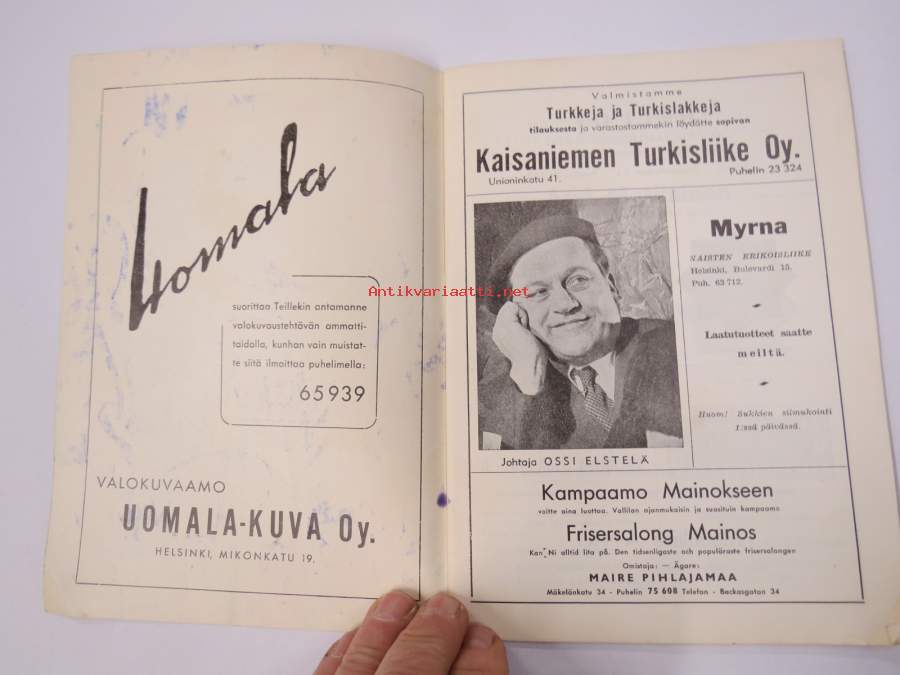 Uomala
suorittaa Teillekin antamanne
valokuvaustehtävän ammatti-
taidolla, kunhan vain muistat-
te siitä ilmoittaa puhelimella:
65939
VALOKUVAAMO
UOMALA-KUVA Oy.
HELSINKI, MIKONKATU 19.
Antikvariaatti.net
Valmistamme
Turkkeja ja Turkislakkeja
tilauksesta ja varastostammekin löydätte sopivan
Kaisaniemen Turkisliike Oy.
Unioninkatu 41.
Puhelin 23 324
Johtaja OSSI ELSTELÄ
Myrna
NAISTEN ERIKOISLIIKE
Helsinki, Bulevardi 15.
Puh. 63 712.
Laatutuotteet saatte
meiltä.
Huom! Sukkien silmukointi
1:ssä päivässä.
Kampaamo Mainokseen
voitte aina luottaa. Vallilan ajanmukaisin ja suosituin kampaamo
Frisersalong Mainos
Kan Ni alltid lita på. Den tidsenligaste och populäraste frisersalongen
Omistaja: — Ägare:
MAIRE PIHLAJAMAA
Mäkelänkatu 34 - Puhelin 75 608 Telefon - Backasgatan 34